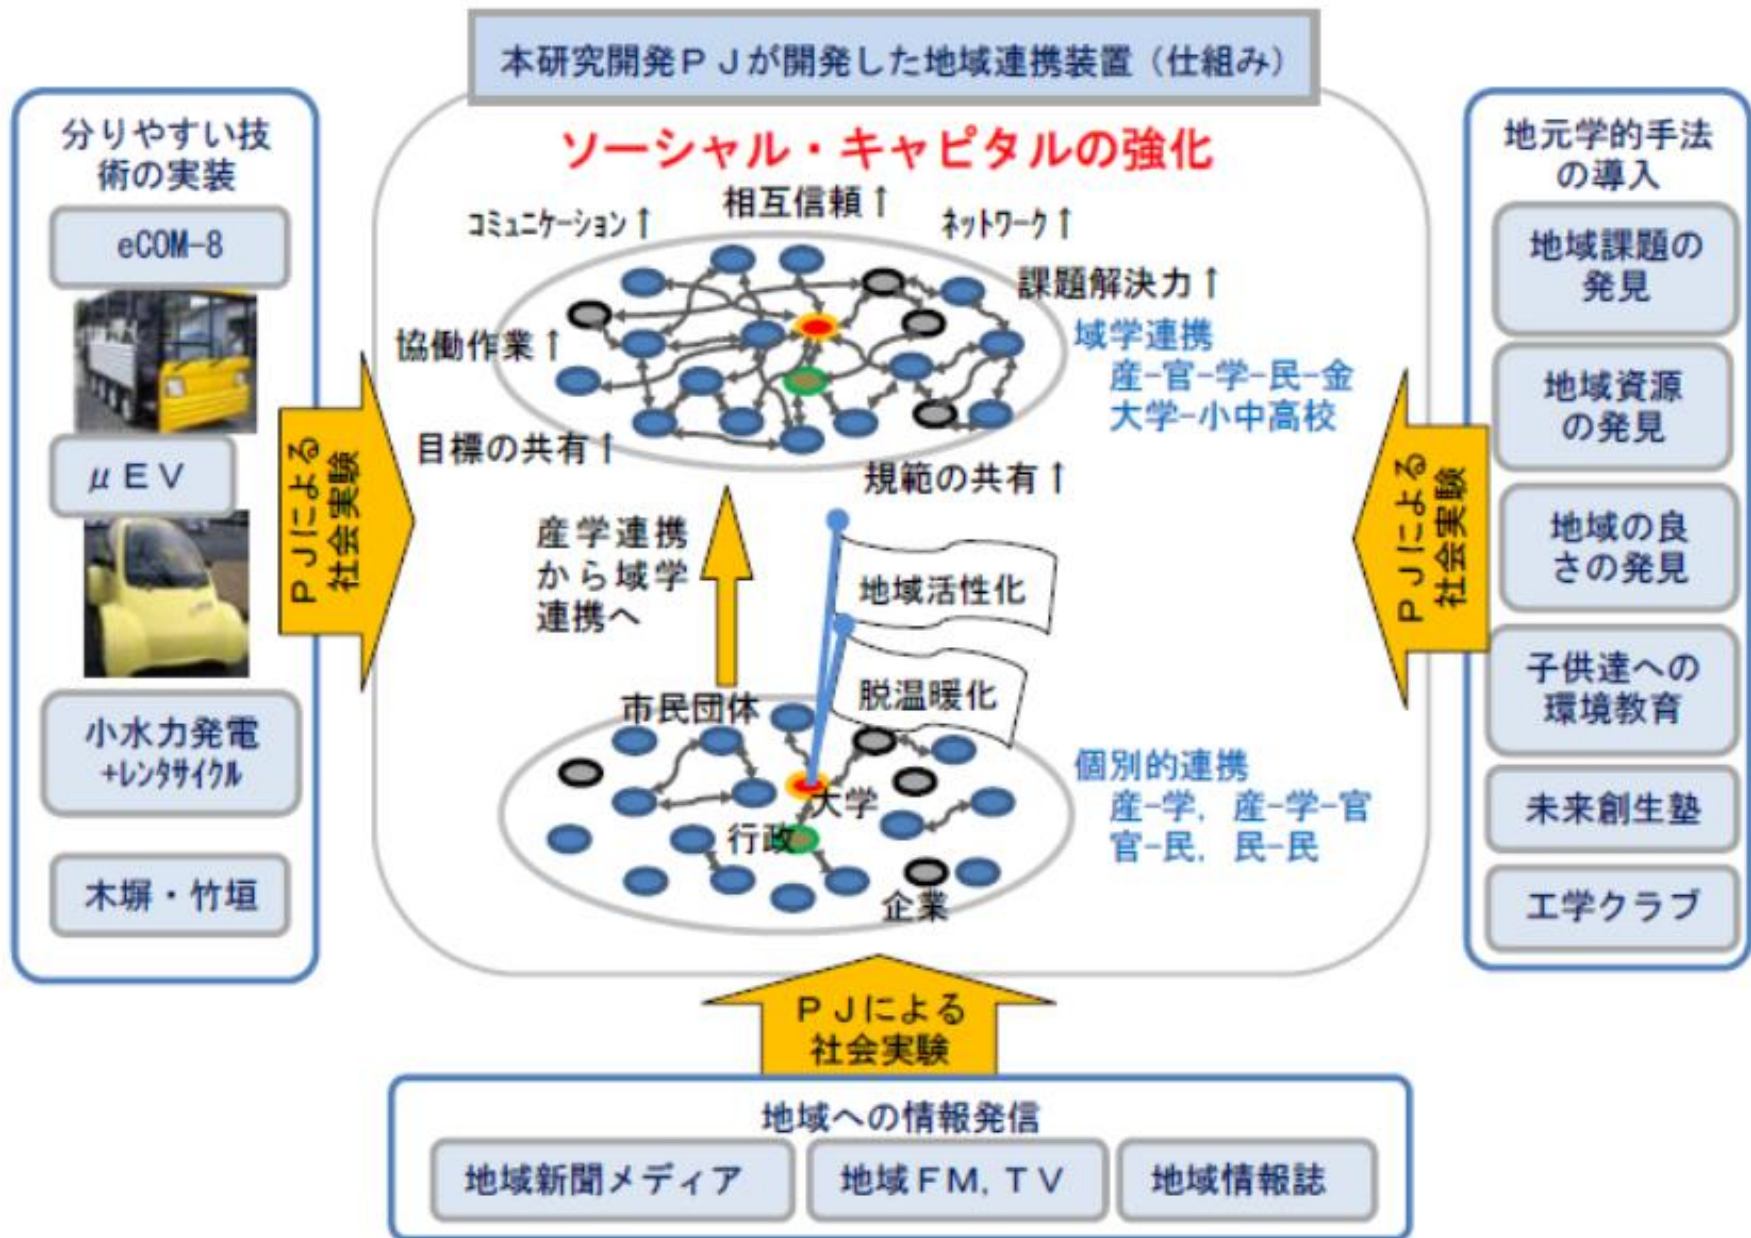 本研究開発ＰＪが開発した地域連携装置（仕組み）
分りやすい技
術の実装
eCOM-8
μＥＶ
小水力発電
+ﾚﾝﾀｻｲｸﾙ
木塀・竹垣
ＰＪによる
社会実験
ソーシャル・キャピタルの強化
ｺﾐｭﾆｹｰｼｮﾝ↑
相互信頼↑
ﾈｯﾄﾜｰｸ↑
課題解決力↑
協働作業↑
域学連携
産-官-学-民-金
大学-小中高校
目標の共有↑
規範の共有↑
産学連携
から域学
連携へ
地域活性化
脱温暖化
市民団体
大学
行政
企業
個別的連携
産-学，産-学-官
官-民，民-民
ＰＪによる
社会実験
地元学的手法
の導入
地域課題の
発見
地域資源
の発見
地域の良
さの発見
子供達への
環境教育
未来創生塾
工学クラブ
ＰＪによる
社会実験
地域への情報発信
地域新聞メディア
地域ＦＭ，ＴＶ
地域情報誌